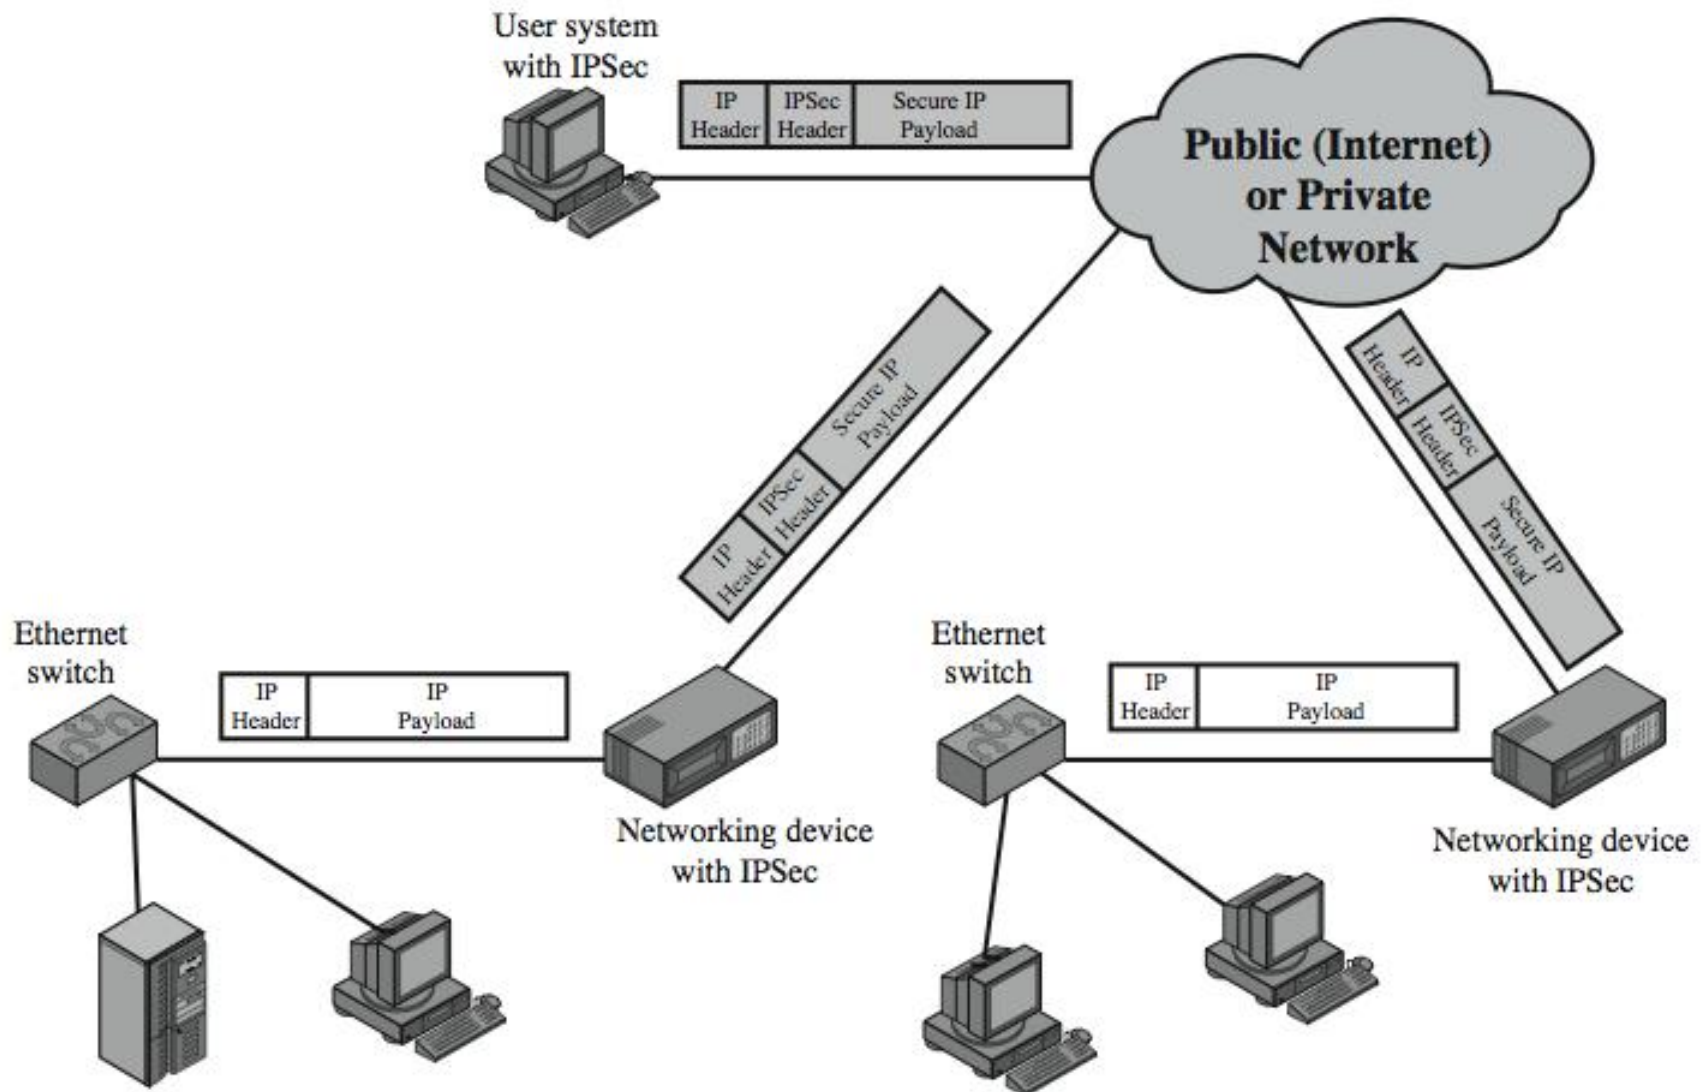 User system
with IPSec
IP
Header
IPSec
Header
Secure IP
Payload
Public (Internet)
or Private
Network
Secure IP
Payload
IPSec
Header
IP
Header
IP
Header
IPSec
Header
Secure IP
Payload
Ethernet
switch
IP
Header
IP
Payload
Networking device
with IPSec
Ethernet
switch
IP
Header
IP
Payload
Networking device
with IPSec